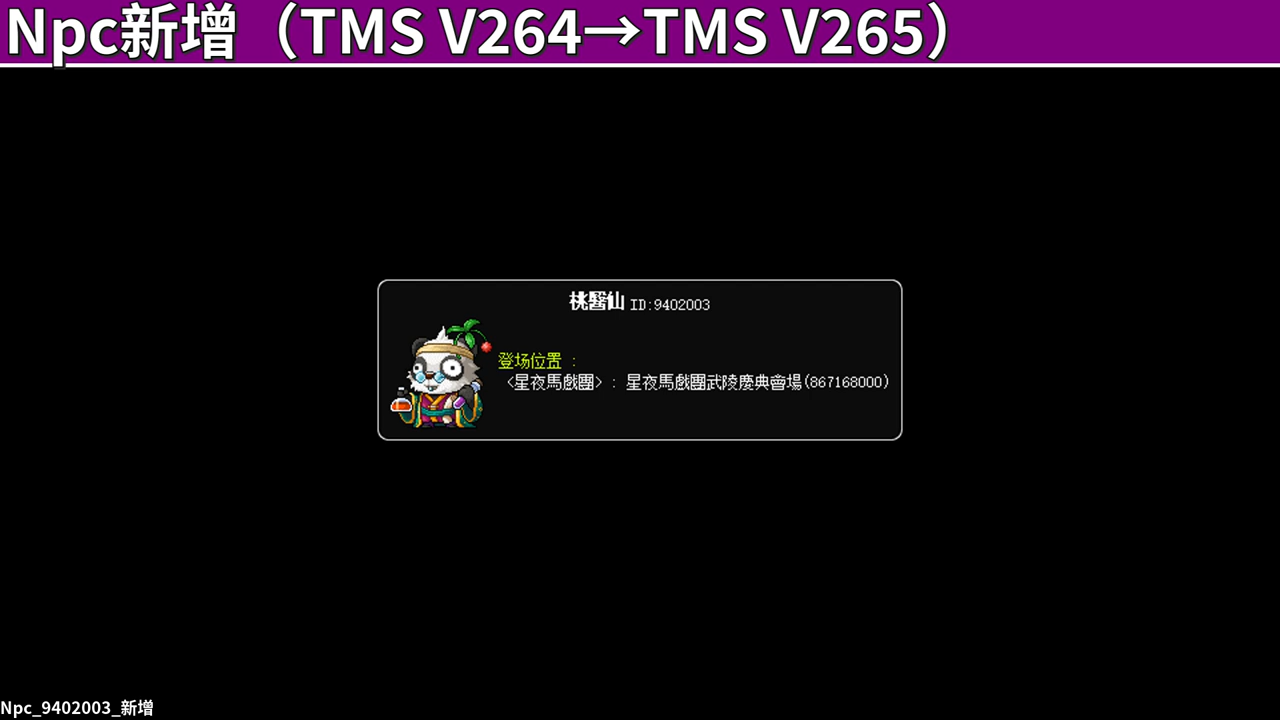 Npc新增（TMS V264→TMS V265）
桃醫仙 ID:9402003
登场位置 :
<星夜馬戲團> : 星夜馬戲團武陵慶典會場(867168000)
Npc_9402003_新增